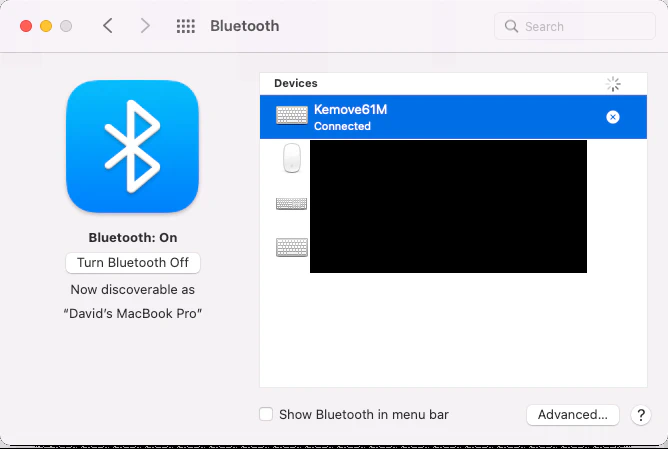 Bluetooth
Search
Devices
Kemove61M
Connected
Bluetooth: On
Turn Bluetooth Off
Now discoverable as
“David’s MacBook Pro”
Show Bluetooth in menu bar
Advanced...
?